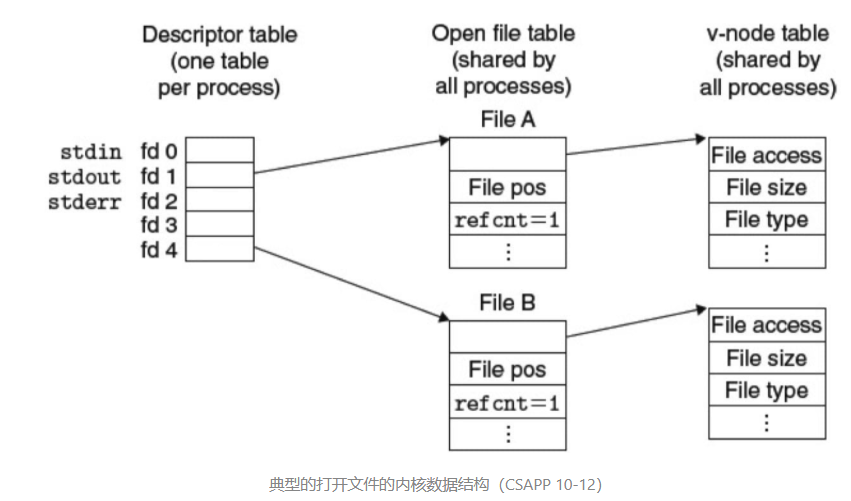 Descriptor table
(one table
per process)
Open file table
(shared by
all processes)
v-node table
(shared by
all processes)
stdin fd 0
stdout fd 1
stderr fd 2
fd 3
fd 4
File A
File pos
refcnt=1
⋮
File access
File size
File type
⋮
File B
File pos
refcnt=1
⋮
File access
File size
File type
⋮
典型的打开文件的内核数据结构（CSAPP 10-12）